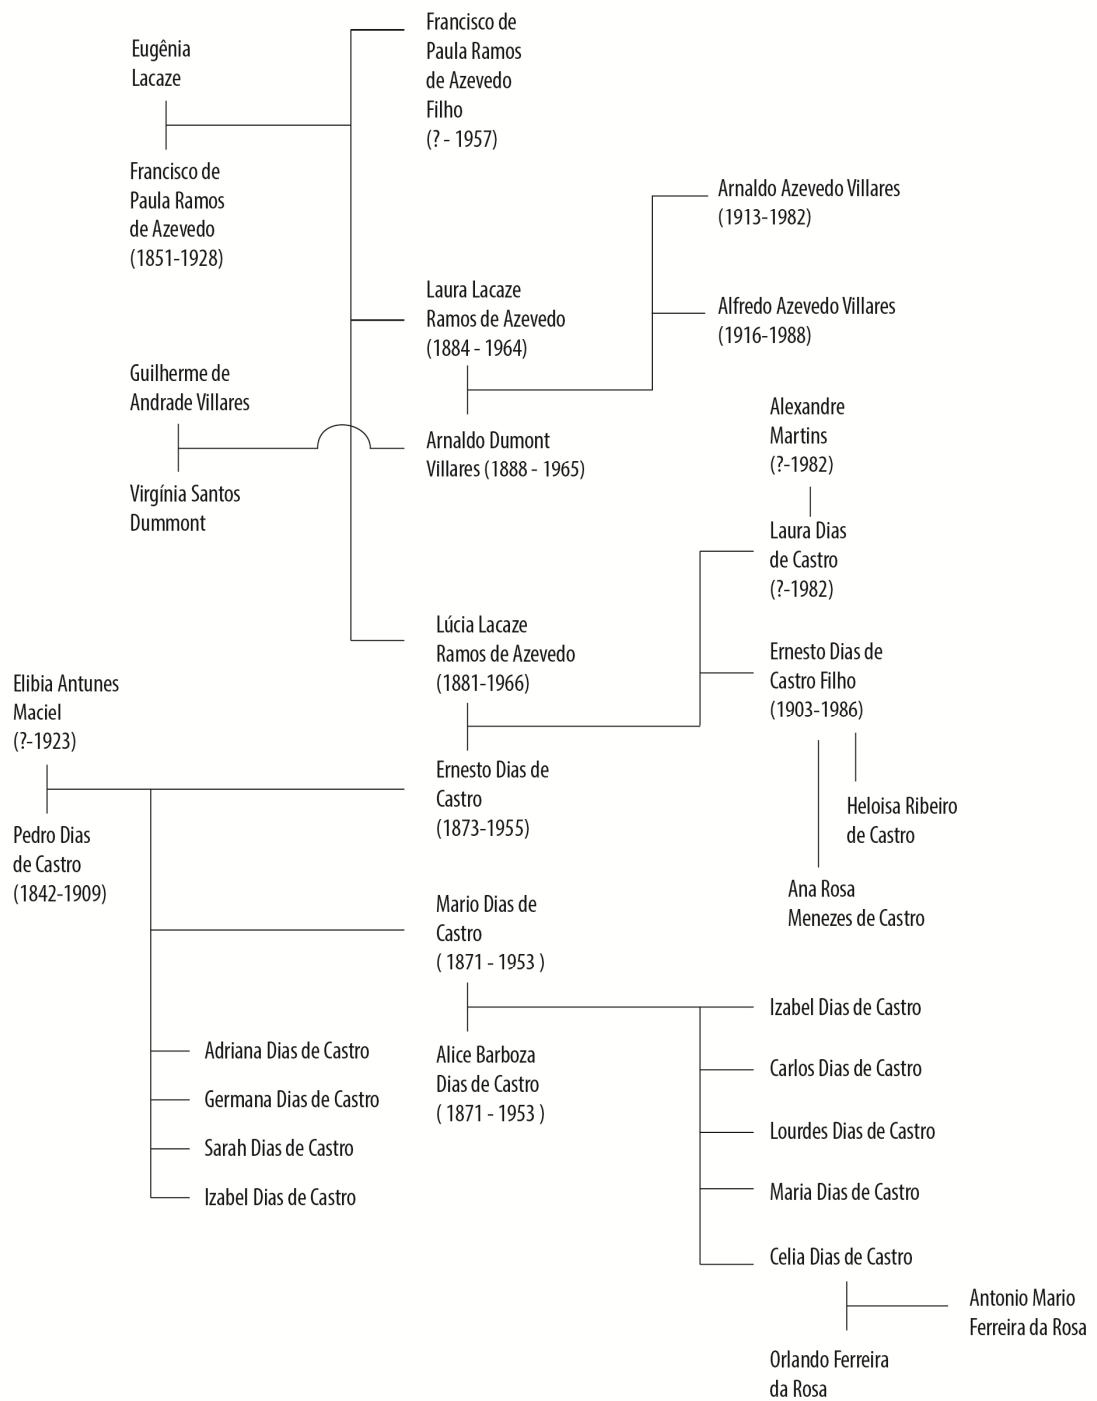 Eugênia
Lacaze
Francisco de
Paula Ramos
de Azevedo
(1851-1928)
Francisco de
Paula Ramos
de Azevedo
Filho
(? - 1957)
Laura Lacaze
Ramos de Azevedo
(1884 - 1964)
Arnaldo Azevedo Villares
(1913-1982)
Alfredo Azevedo Villares
(1916-1988)
Guilherme de
Andrade Villares
Virgínia Santos
Dummont
Arnaldo Dumont
Villares (1888 - 1965)
Alexandre
Martins
(?-1982)
Laura Dias
de Castro
(?-1982)
Lúcia Lacaze
Ramos de Azevedo
(1881-1966)
Ernesto Dias de
Castro Filho
(1903-1986)
Heloisa Ribeiro
de Castro
Ana Rosa
Menezes de Castro
Elibia Antunes
Maciel
(?-1923)
Pedro Dias
de Castro
(1842-1909)
Ernesto Dias de
Castro
(1873-1955)
Mario Dias de
Castro
( 1871 - 1953 )
Alice Barboza
Dias de Castro
( 1871 - 1953 )
Adriana Dias de Castro
Germana Dias de Castro
Sarah Dias de Castro
Izabel Dias de Castro
Izabel Dias de Castro
Carlos Dias de Castro
Lourdes Dias de Castro
Maria Dias de Castro
Celia Dias de Castro
Antonio Mario
Ferreira da Rosa
Orlando Ferreira
da Rosa